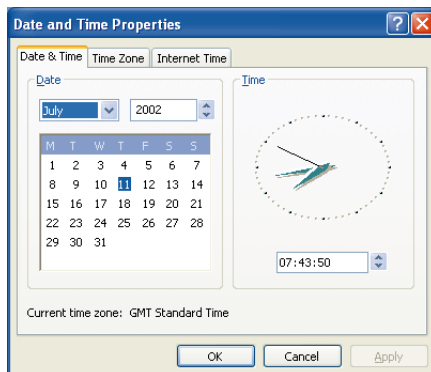 Date and Time Properties
Date & Time Time Zone Internet Time
Date
July 2002
M T W T F S S
1 2 3 4 5 6 7
8 9 10 11 12 13 14
15 16 17 18 19 20 21
22 23 24 25 26 27 28
29 30 31
Time
07:43:50
Current time zone: GMT Standard Time
OK Cancel Apply